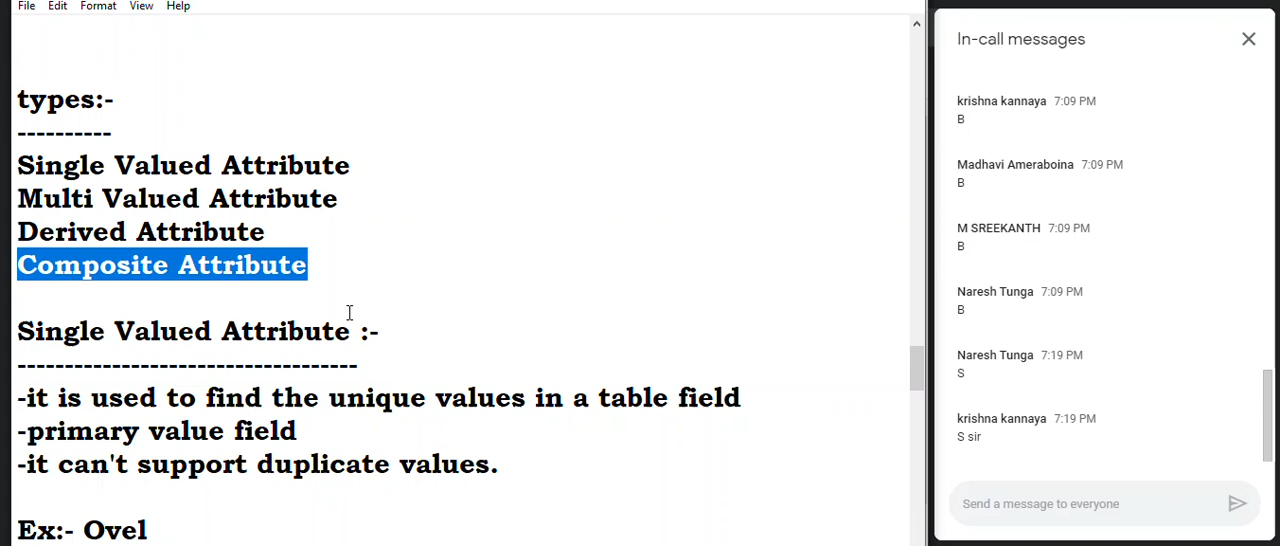 File Edit Format View Help
types:-
----------
Single Valued Attribute
Multi Valued Attribute
Derived Attribute
Composite Attribute
Single Valued Attribute :-
-----------------------------------
-it is used to find the unique values in a table field
-primary value field
-it can't support duplicate values.
Ex:- Ovel
In-call messages
krishna kannaya 7:09 PM
B
Madhavi Ameraboina 7:09 PM
B
M SREEKANTH 7:09 PM
B
Naresh Tunga 7:09 PM
B
Naresh Tunga 7:19 PM
S
krishna kannaya 7:19 PM
S sir
Send a message to everyone